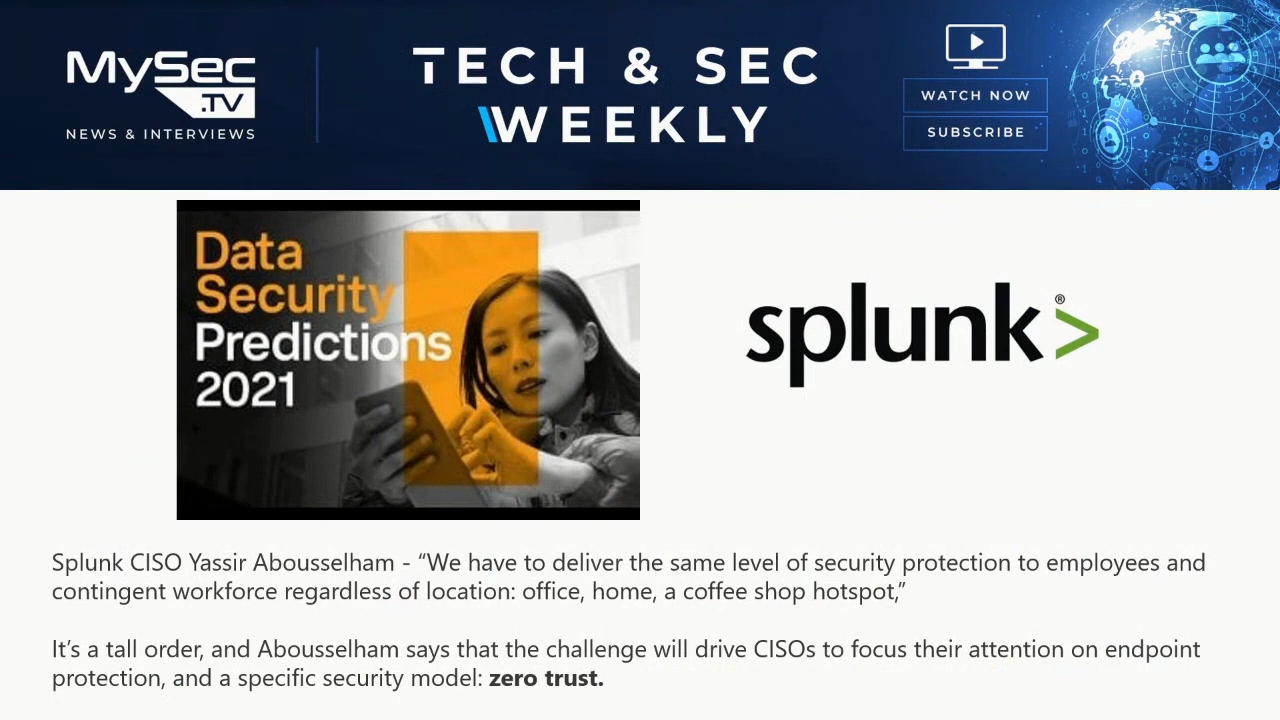 MySec
.TV
NEWS & INTERVIEWS
TECH & SEC
WEEKLY
WATCH NOW
SUBSCRIBE
Data
Security
Predictions
2021
splunk>®
Splunk CISO Yassir Abousselham - “We have to deliver the same level of security protection to employees and
contingent workforce regardless of location: office, home, a coffee shop hotspot,”
It’s a tall order, and Abousselham says that the challenge will drive CISOs to focus their attention on endpoint
protection, and a specific security model: zero trust.